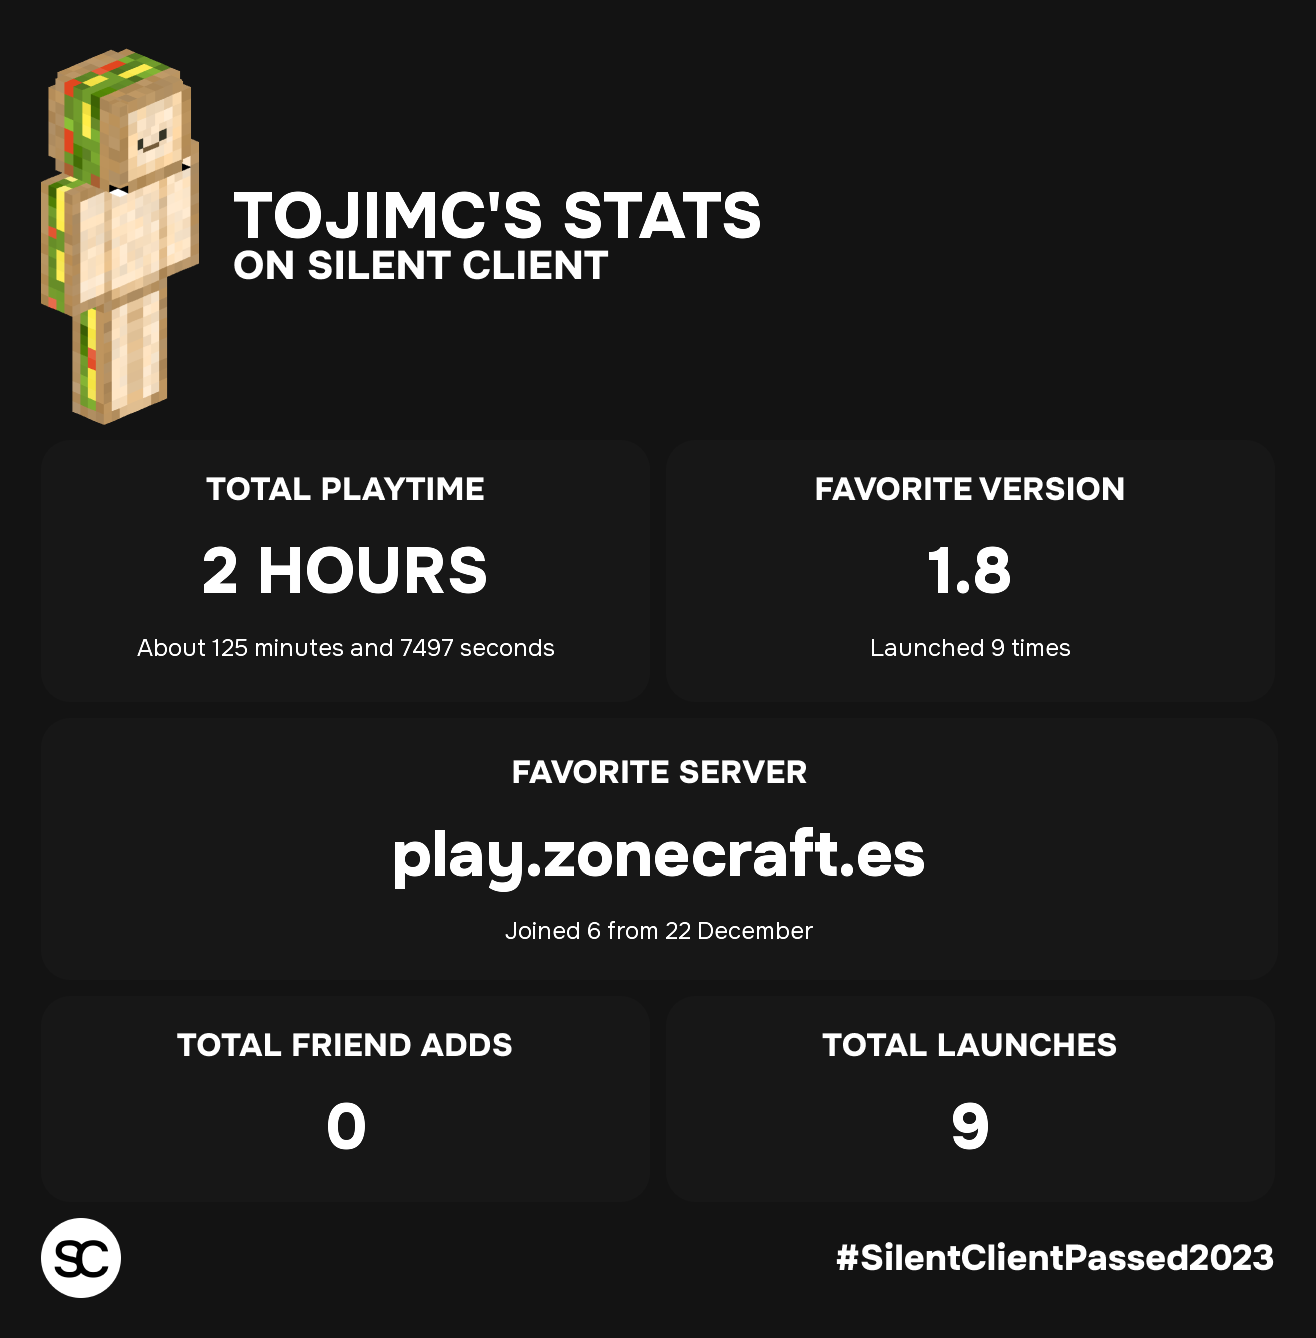 TOJIMC'S STATS
ON SILENT CLIENT
TOTAL PLAYTIME
2 HOURS
About 125 minutes and 7497 seconds
FAVORITE VERSION
1.8
Launched 9 times
FAVORITE SERVER
play.zonecraft.es
Joined 6 from 22 December
TOTAL FRIEND ADDS
0
TOTAL LAUNCHES
9
SC
#SilentClientPassed2023